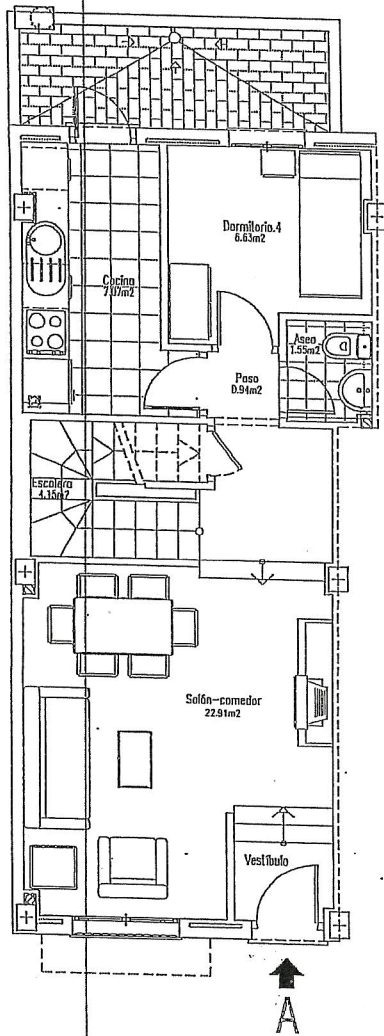 Dormitorio.4
6.63m2
Cocina
7.07m2
Aseo
1.55m2
Paso
0.94m2
Escalera
4.15m2
Salón-comedor
22.91m2
Vestíbulo
A